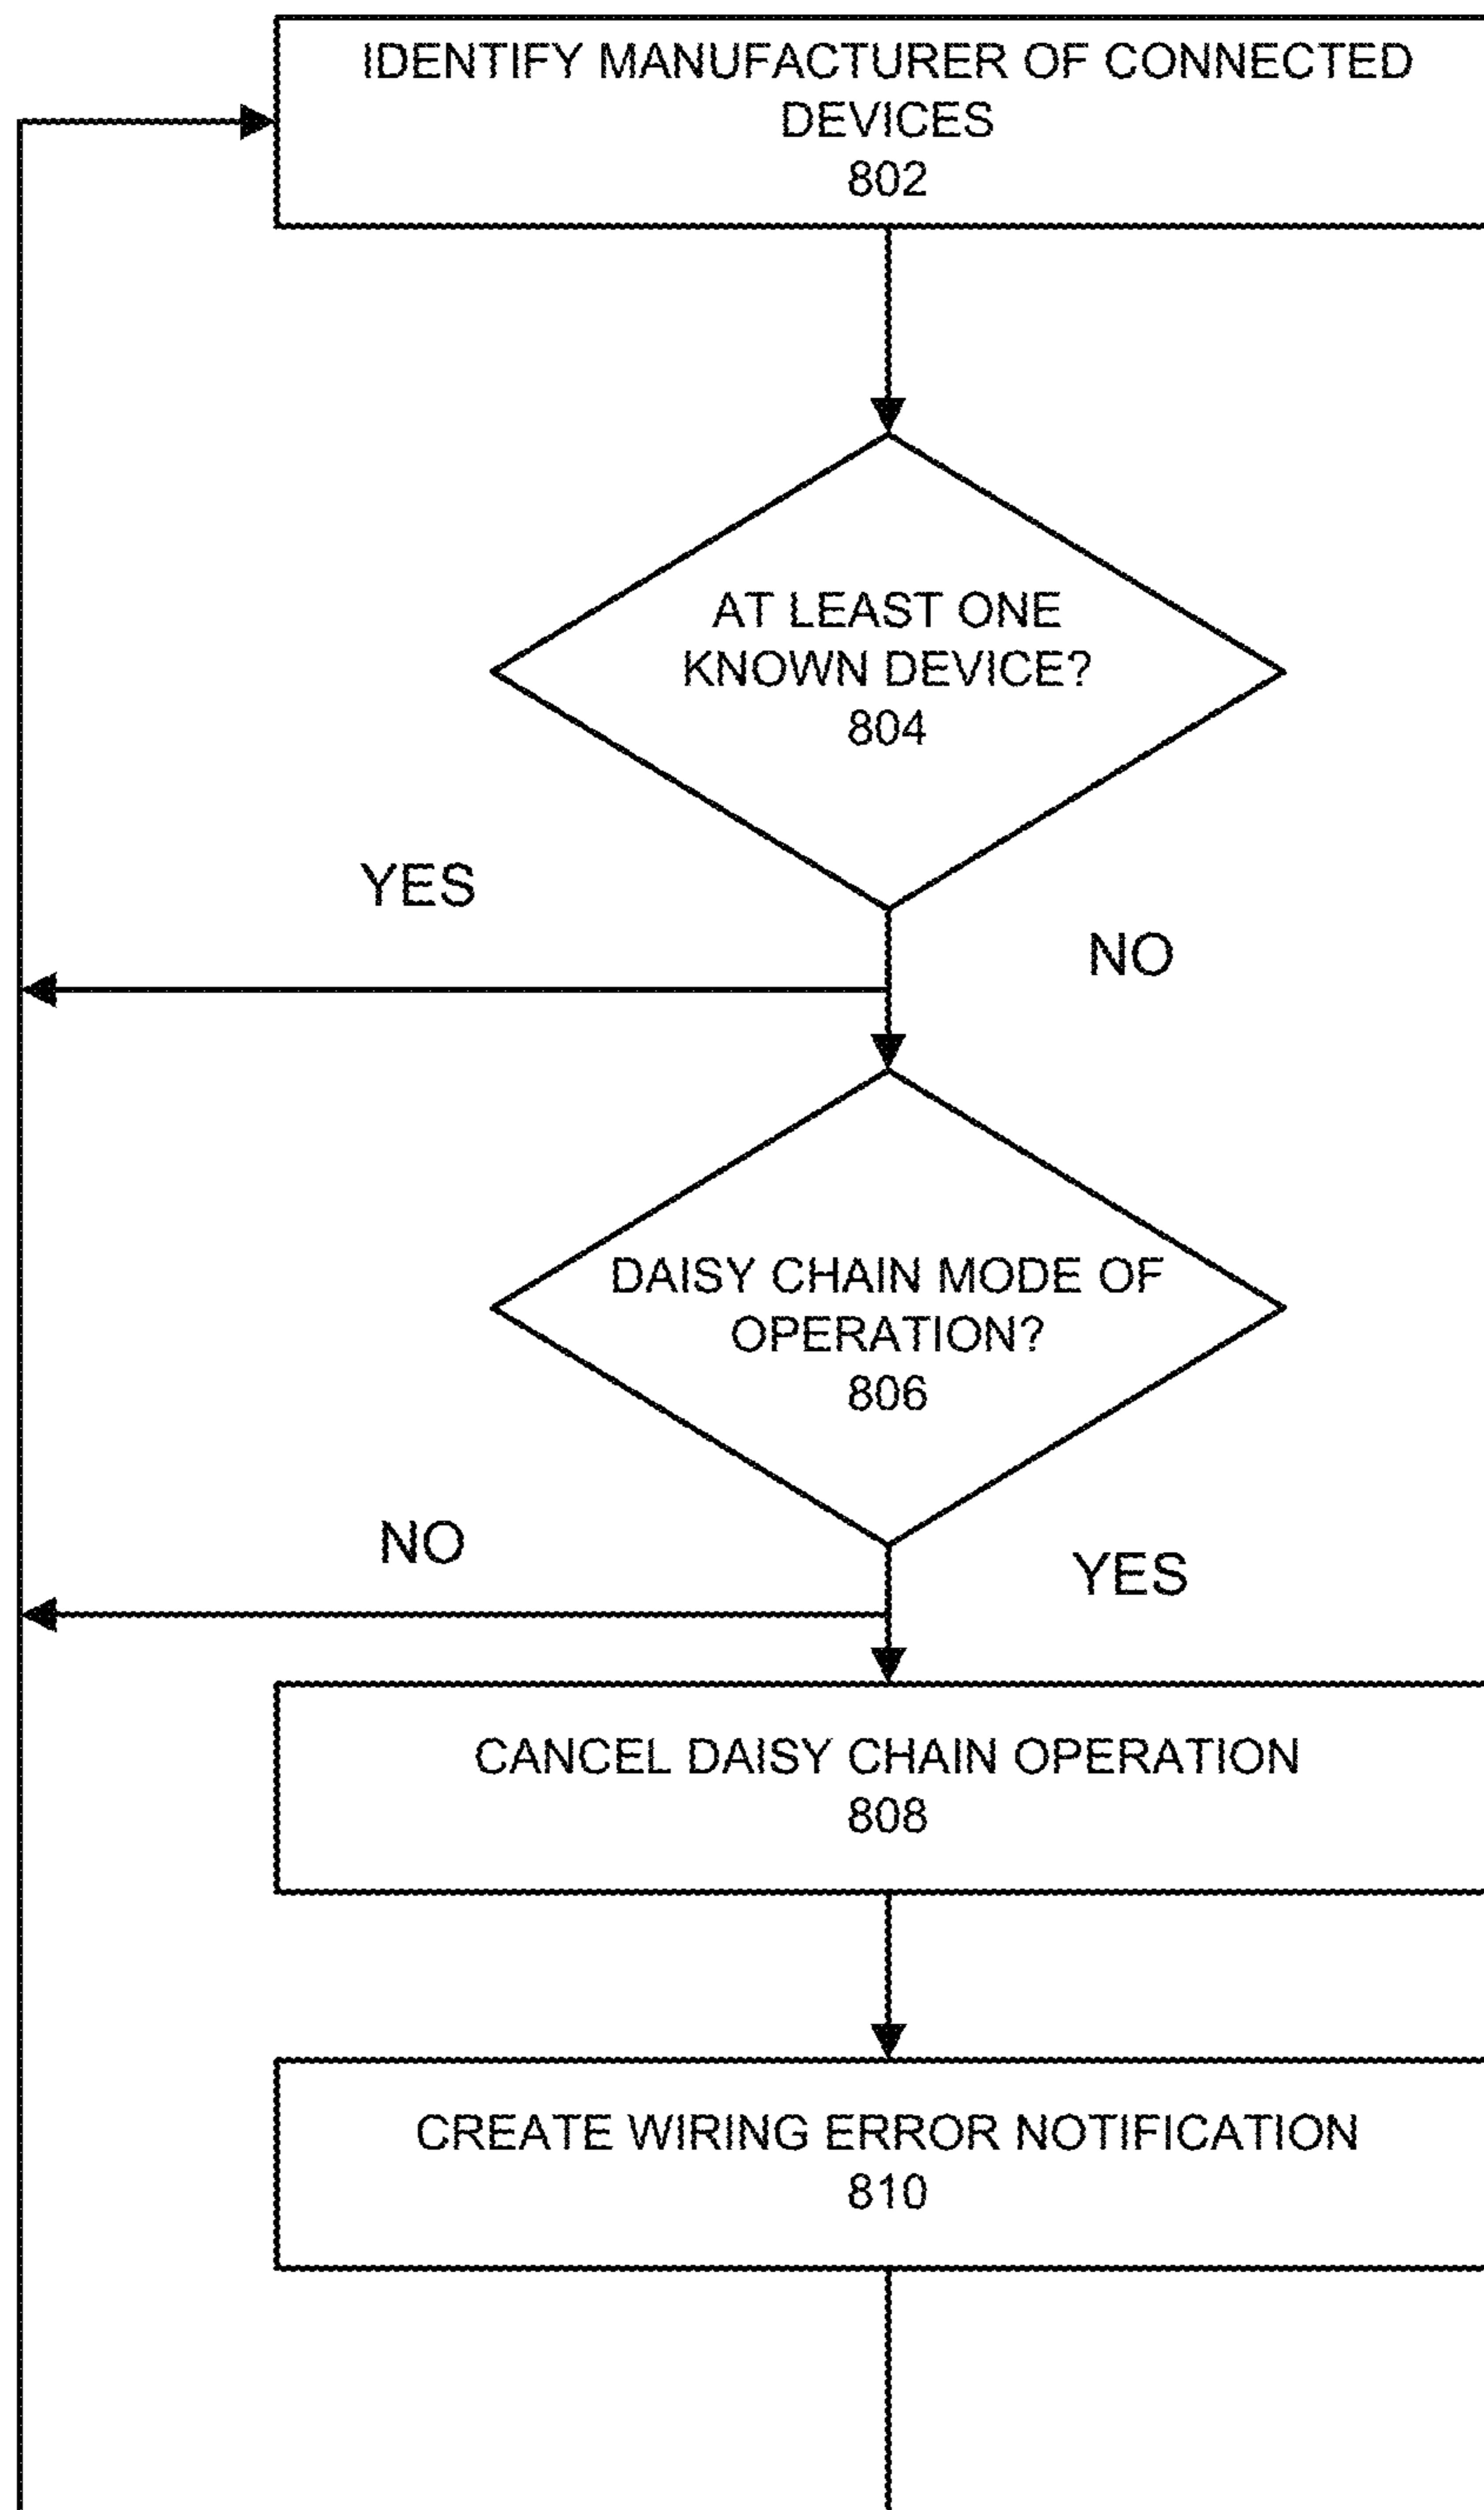 IDENTIFY MANUFACTURER OF CONNECTED
DEVICES
802
AT LEAST ONE
KNOWN DEVICE?
804
YES
NO
DAISY CHAIN MODE OF
OPERATION?
806
NO
YES
CANCEL DAISY CHAIN OPERATION
808
CREATE WIRING ERROR NOTIFICATION
810